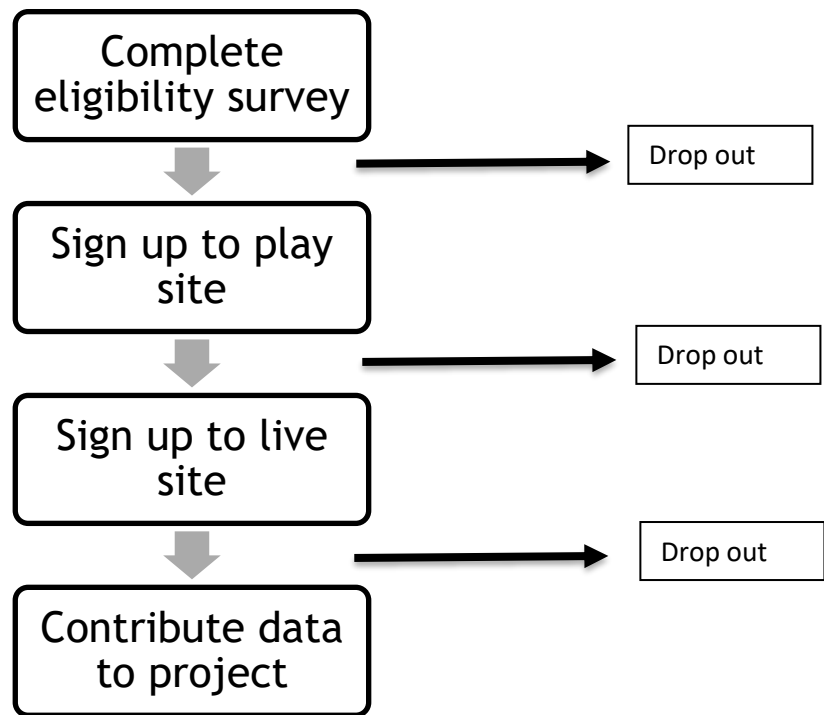 Complete
eligibility survey
Drop out
Sign up to play
site
Drop out
Sign up to live
site
Drop out
Contribute data
to project